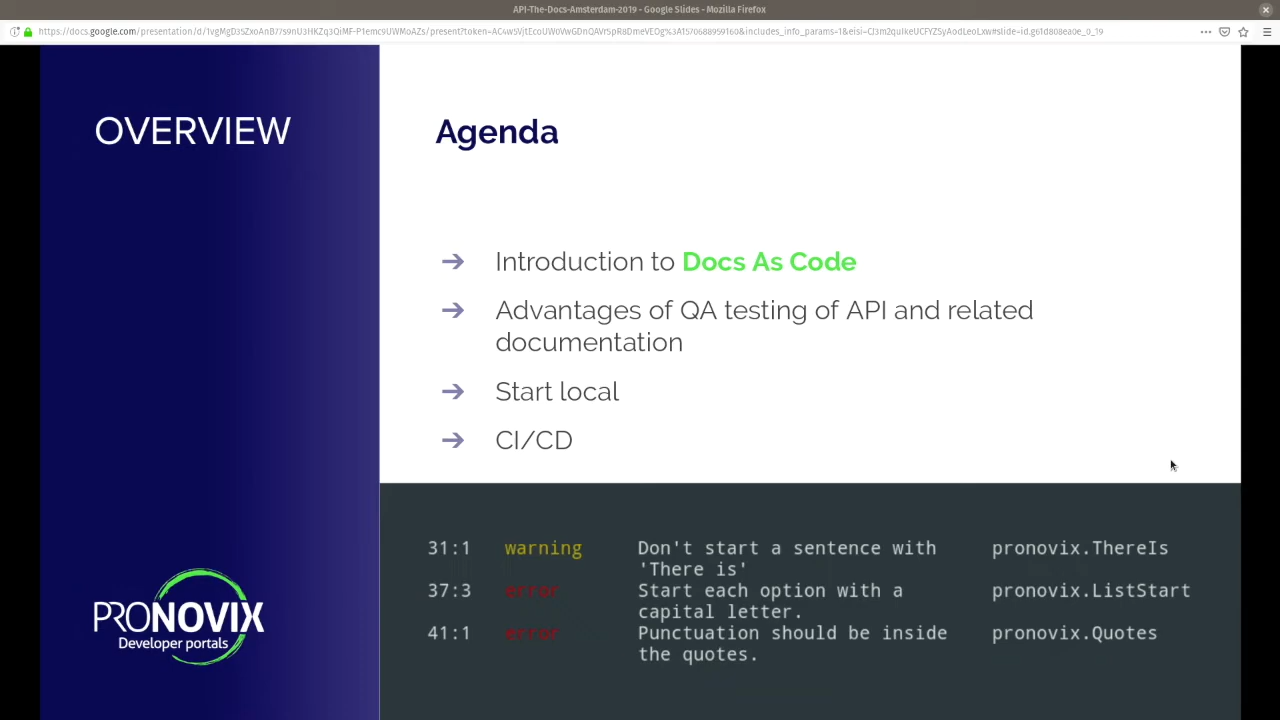 API-The-Docs-Amsterdam-2019 - Google Slides - Mozilla Firefox
OVERVIEW
Agenda
➔ Introduction to Docs As Code
➔ Advantages of QA testing of API and related
documentation
➔ Start local
➔ CI/CD
31:1 warning Don't start a sentence with pronovix.ThereIs
'There is'
37:3 error Start each option with a pronovix.ListStart
capital letter.
41:1 error Punctuation should be inside pronovix.Quotes
the quotes.
PRONOVIX
Developer portals